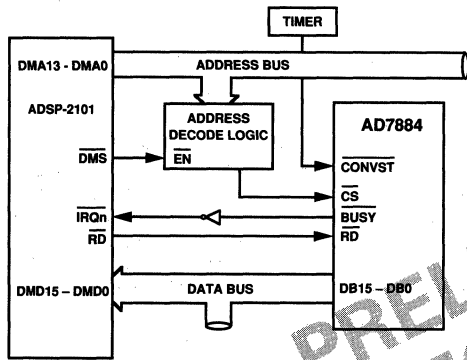 TIMER
DMA13 - DMA0
ADDRESS BUS
ADSP-2101
ADDRESS
DECODE LOGIC
AD7884
DMS
EN
CONVST
CS
IRQn
BUSY
RD
RD
DMD15 – DMD0
DATA BUS
DB15 – DB0
PREL